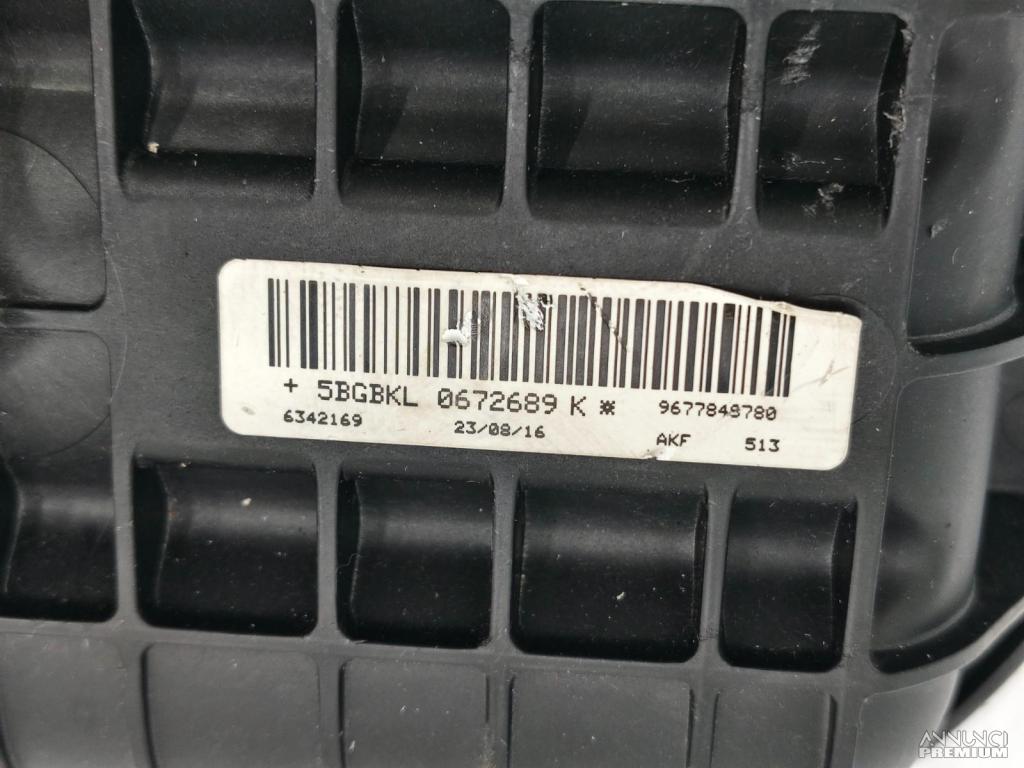 + 5BGBKL 0672689 K ※ 9677848780
6342169 23/08/16 AKF 513
ANNUNCI
PREMIUM